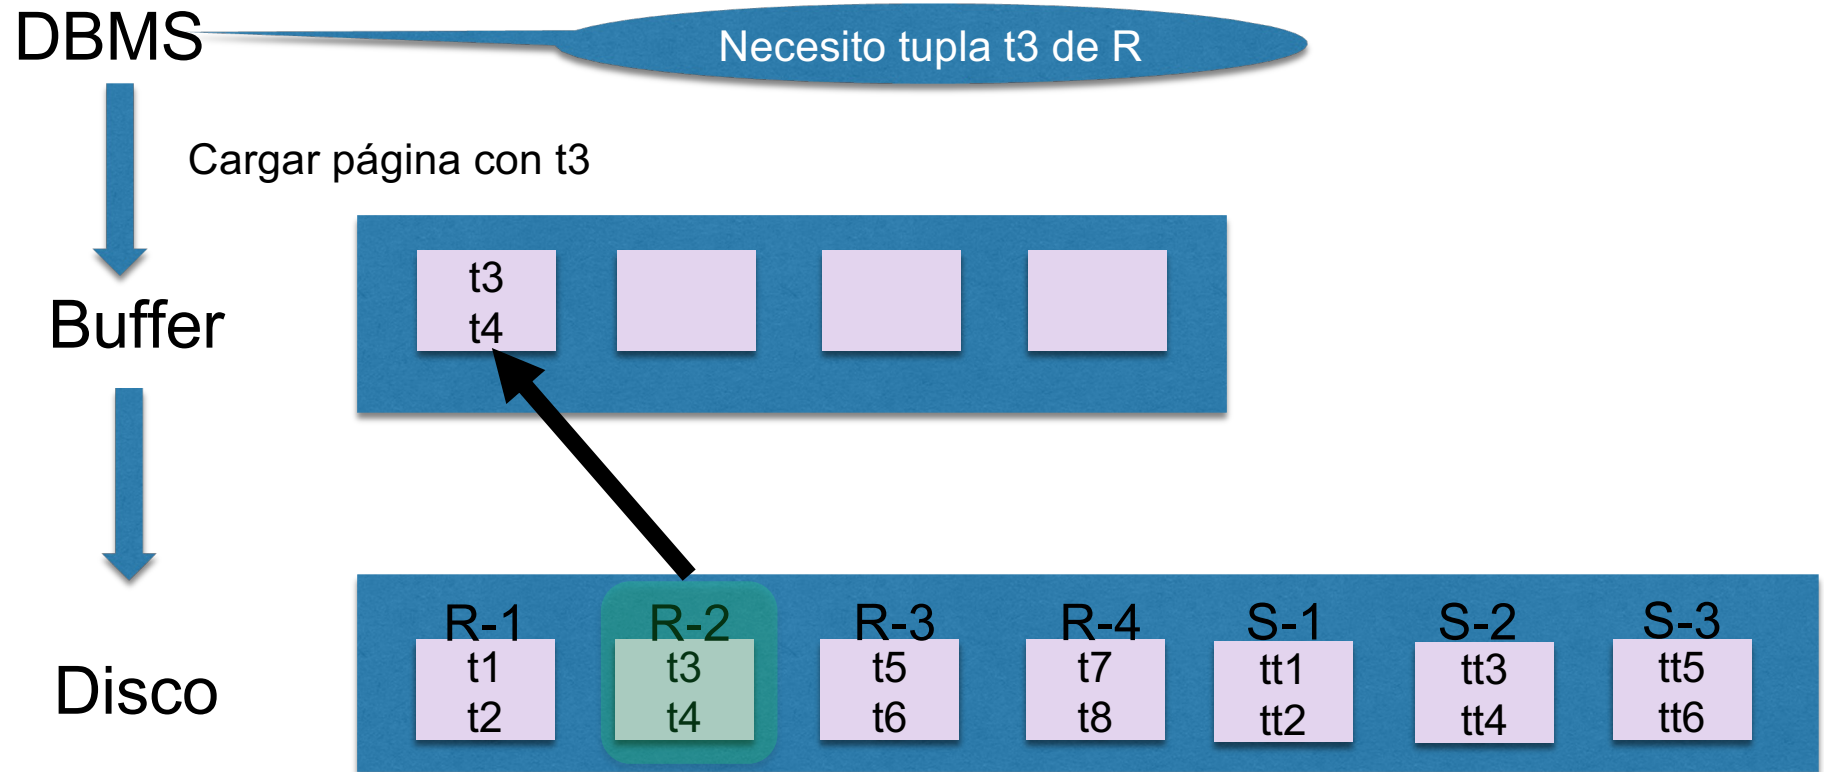 DBMS
Necesito tupla t3 de R
Cargar página con t3
Buffer
t3
t4
Disco
R-1
t1
t2
R-2
t3
t4
R-3
t5
t6
R-4
t7
t8
S-1
tt1
tt2
S-2
tt3
tt4
S-3
tt5
tt6